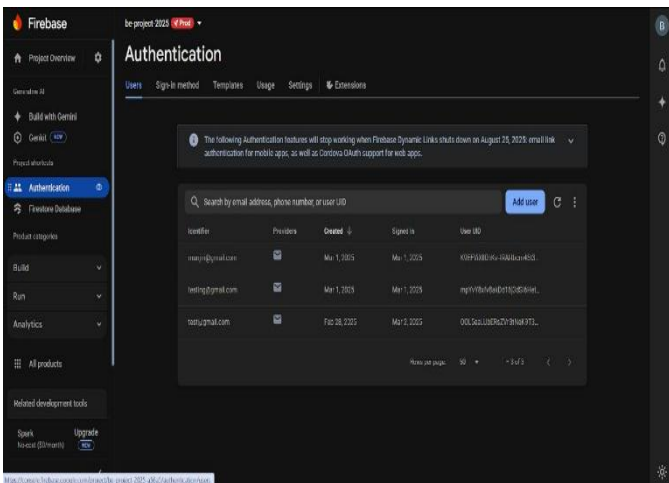 Firebase
be-project-2025 Prod
Project Overview
Authentication
Users Sign-in method Templates Usage Settings Extensions
Generative AI
Build with Gemini
Genkit NEW
The following Authentication features will stop working when Firebase Dynamic Links shuts down on August 25, 2025: email link
authentication for mobile apps, as well as Cordova OAuth support for web apps.
Project shortcuts
Authentication
Firestore Database
Search by email address, phone number, or user UID
Add user
Product categories
Identifier Providers Created Signed In User UID
Build
@gmail.com Mar 1, 2025 Mar 1, 2025
Run
testing@gmail.com Mar 1, 2025 Mar 1, 2025
Analytics
Feb 28, 2025 Mar 2, 2025
All products
Rows per page: 50
Related development tools
Spark
No-cost ($0/month)
Upgrade
NEW
B